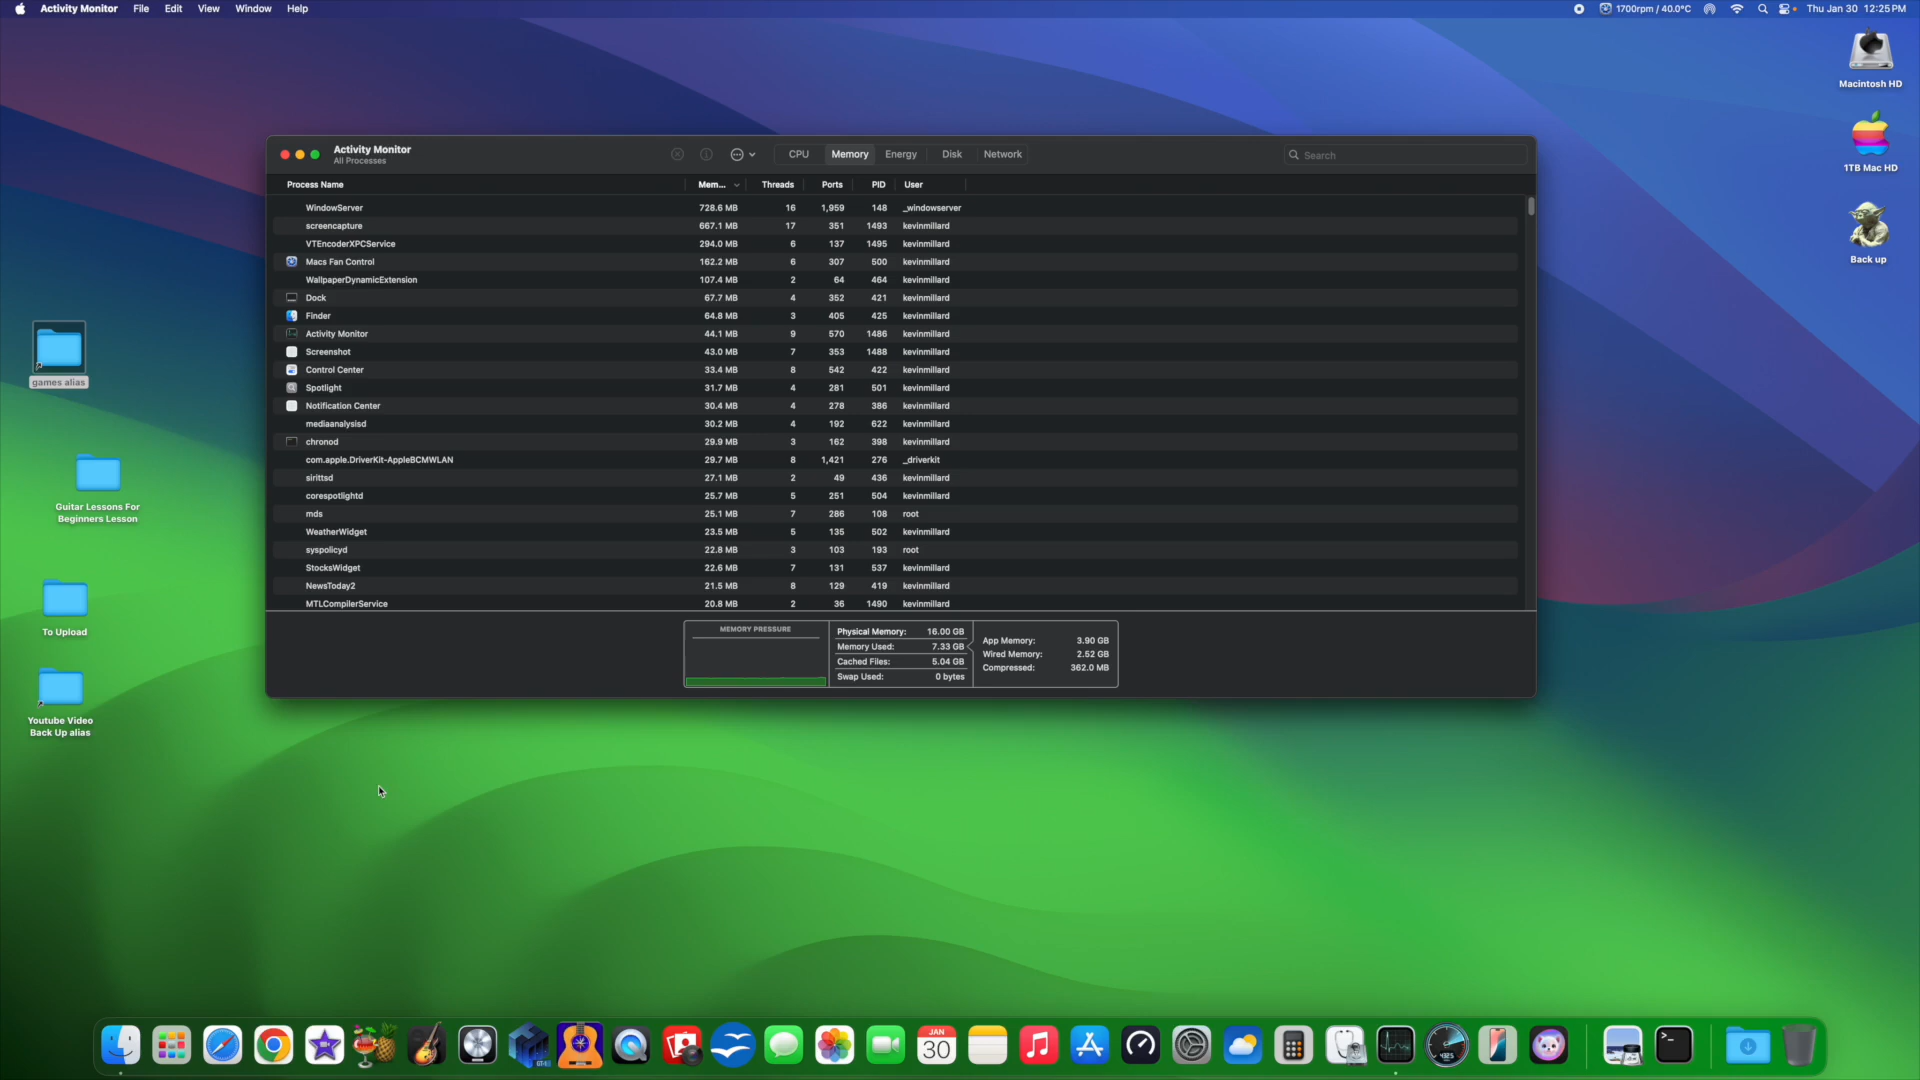 Activity Monitor File Edit View Window Help 1700rpm / 40.0°C Thu Jan 30 12:25 PM
Macintosh HD
1TB Mac HD
Back up
games alias
Guitar Lessons For
Beginners Lesson
To Upload
Youtube Video
Back Up alias
Activity Monitor
All Processes
CPU Memory Energy Disk Network
Search
Process Name Mem... Threads Ports PID User
WindowServer 728.6 MB 16 1,959 148 _windowserver
screencapture 667.1 MB 17 351 1493 kevinmillard
VTEncoderXPCService 294.0 MB 6 137 1495 kevinmillard
Macs Fan Control 162.2 MB 6 307 500 kevinmillard
WallpaperDynamicExtension 107.4 MB 2 64 464 kevinmillard
Dock 67.7 MB 4 352 421 kevinmillard
Finder 64.8 MB 3 405 425 kevinmillard
Activity Monitor 44.1 MB 9 570 1486 kevinmillard
Screenshot 43.0 MB 7 353 1488 kevinmillard
Control Center 33.4 MB 8 542 422 kevinmillard
Spotlight 31.7 MB 4 281 501 kevinmillard
Notification Center 30.4 MB 4 278 386 kevinmillard
mediaanalysisd 30.2 MB 4 192 622 kevinmillard
chronod 29.9 MB 3 162 398 kevinmillard
com.apple.DriverKit-AppleBCMWLAN 29.7 MB 8 1,421 276 _driverkit
sirittsd 27.1 MB 2 49 436 kevinmillard
corespotlightd 25.7 MB 5 251 504 kevinmillard
mds 25.1 MB 7 286 108 root
WeatherWidget 23.5 MB 5 135 502 kevinmillard
syspolicyd 22.8 MB 3 103 193 root
StocksWidget 22.6 MB 7 131 537 kevinmillard
NewsToday2 21.5 MB 8 129 419 kevinmillard
MTLCompilerService 20.8 MB 2 36 1490 kevinmillard
MEMORY PRESSURE
Physical Memory: 16.00 GB
Memory Used: 7.33 GB
Cached Files: 5.04 GB
Swap Used: 0 bytes
App Memory: 3.90 GB
Wired Memory: 2.52 GB
Compressed: 362.0 MB
JAN
30